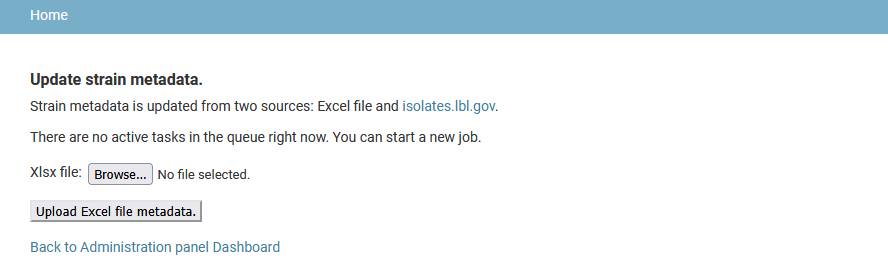 Home
Update strain metadata.
Strain metadata is updated from two sources: Excel file and isolates.lbl.gov.
There are no active tasks in the queue right now. You can start a new job.
Xlsx file: Browse... No file selected.
Upload Excel file metadata.
Back to Administration panel Dashboard